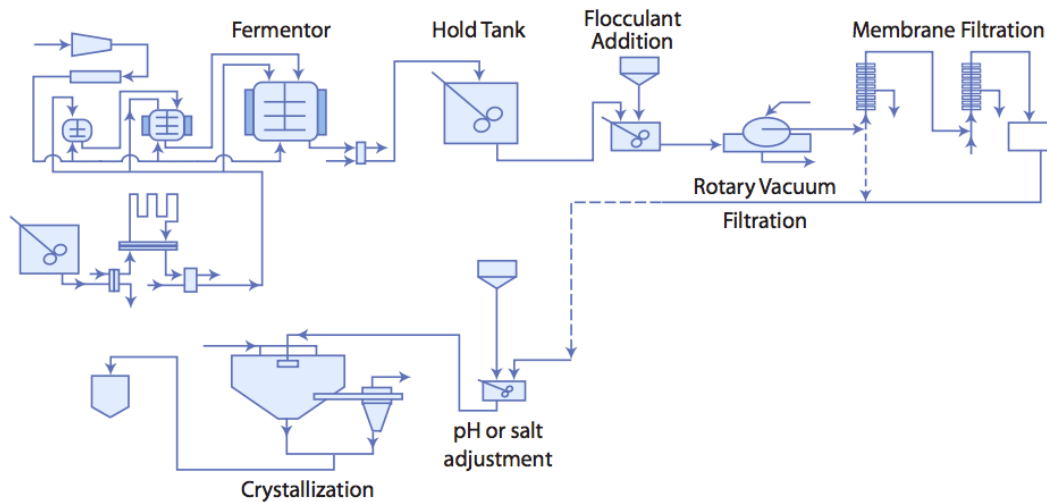 Fermentor
Hold Tank
Flocculant
Addition
Membrane Filtration
Rotary Vacuum
Filtration
pH or salt
adjustment
Crystallization